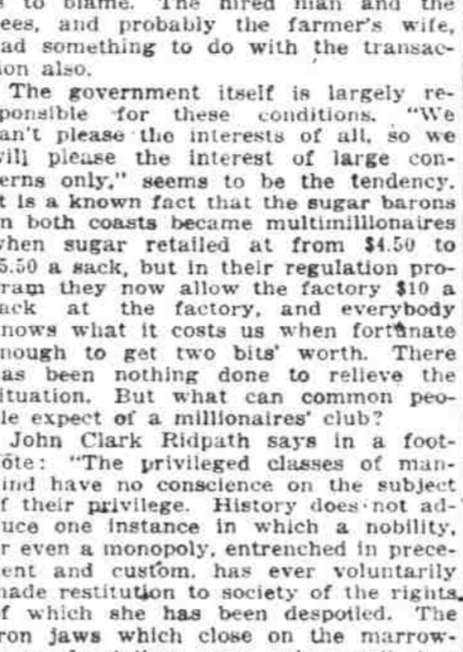 to blame. The hired man and the
ees, and probably the farmer's wife,
ad something to do with the transac-
ion also.
The government itself is largely re-
ponsible for these conditions. "We
an't please the interests of all, so we
ill please the interest of large con-
erns only," seems to be the tendency.
t is a known fact that the sugar barons
n both coasts became multimillionaires
hen sugar retailed at from $4.50 to
5.50 a sack, but in their regulation pro-
ram they now allow the factory $10 a
ack at the factory, and everybody
nows what it costs us when fortunate
nough to get two bits' worth. There
as been nothing done to relieve the
ituation. But what can common peo-
le expect of a millionaires' club?
John Clark Ridpath says in a foot-
ote: "The privileged classes of man-
ind have no conscience on the subject
f their privilege. History does not ad-
uce one instance in which a nobility,
r even a monopoly, entrenched in prece-
ent and custom, has ever voluntarily
ade restitution to society of the rights
f which she has been despoiled. The
ron jaws which close on the marrow-